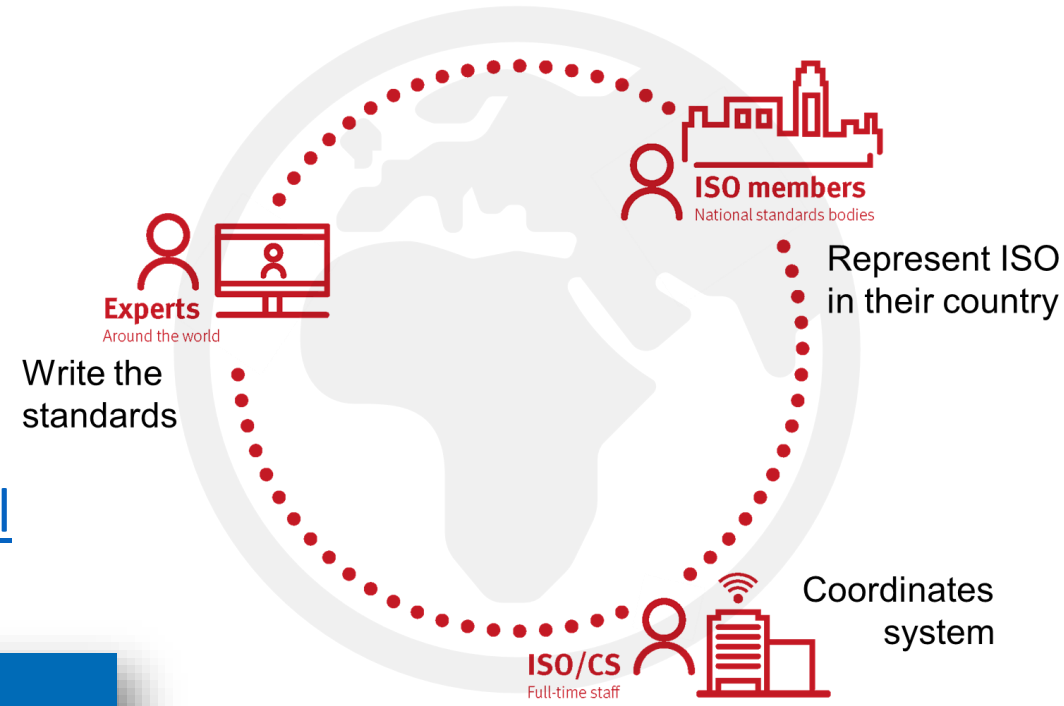 ISO members
National standards bodies
Represent ISO
in their country
Experts
Around the world
Write the
standards
Coordinates
system
ISO/CS
Full-time staff